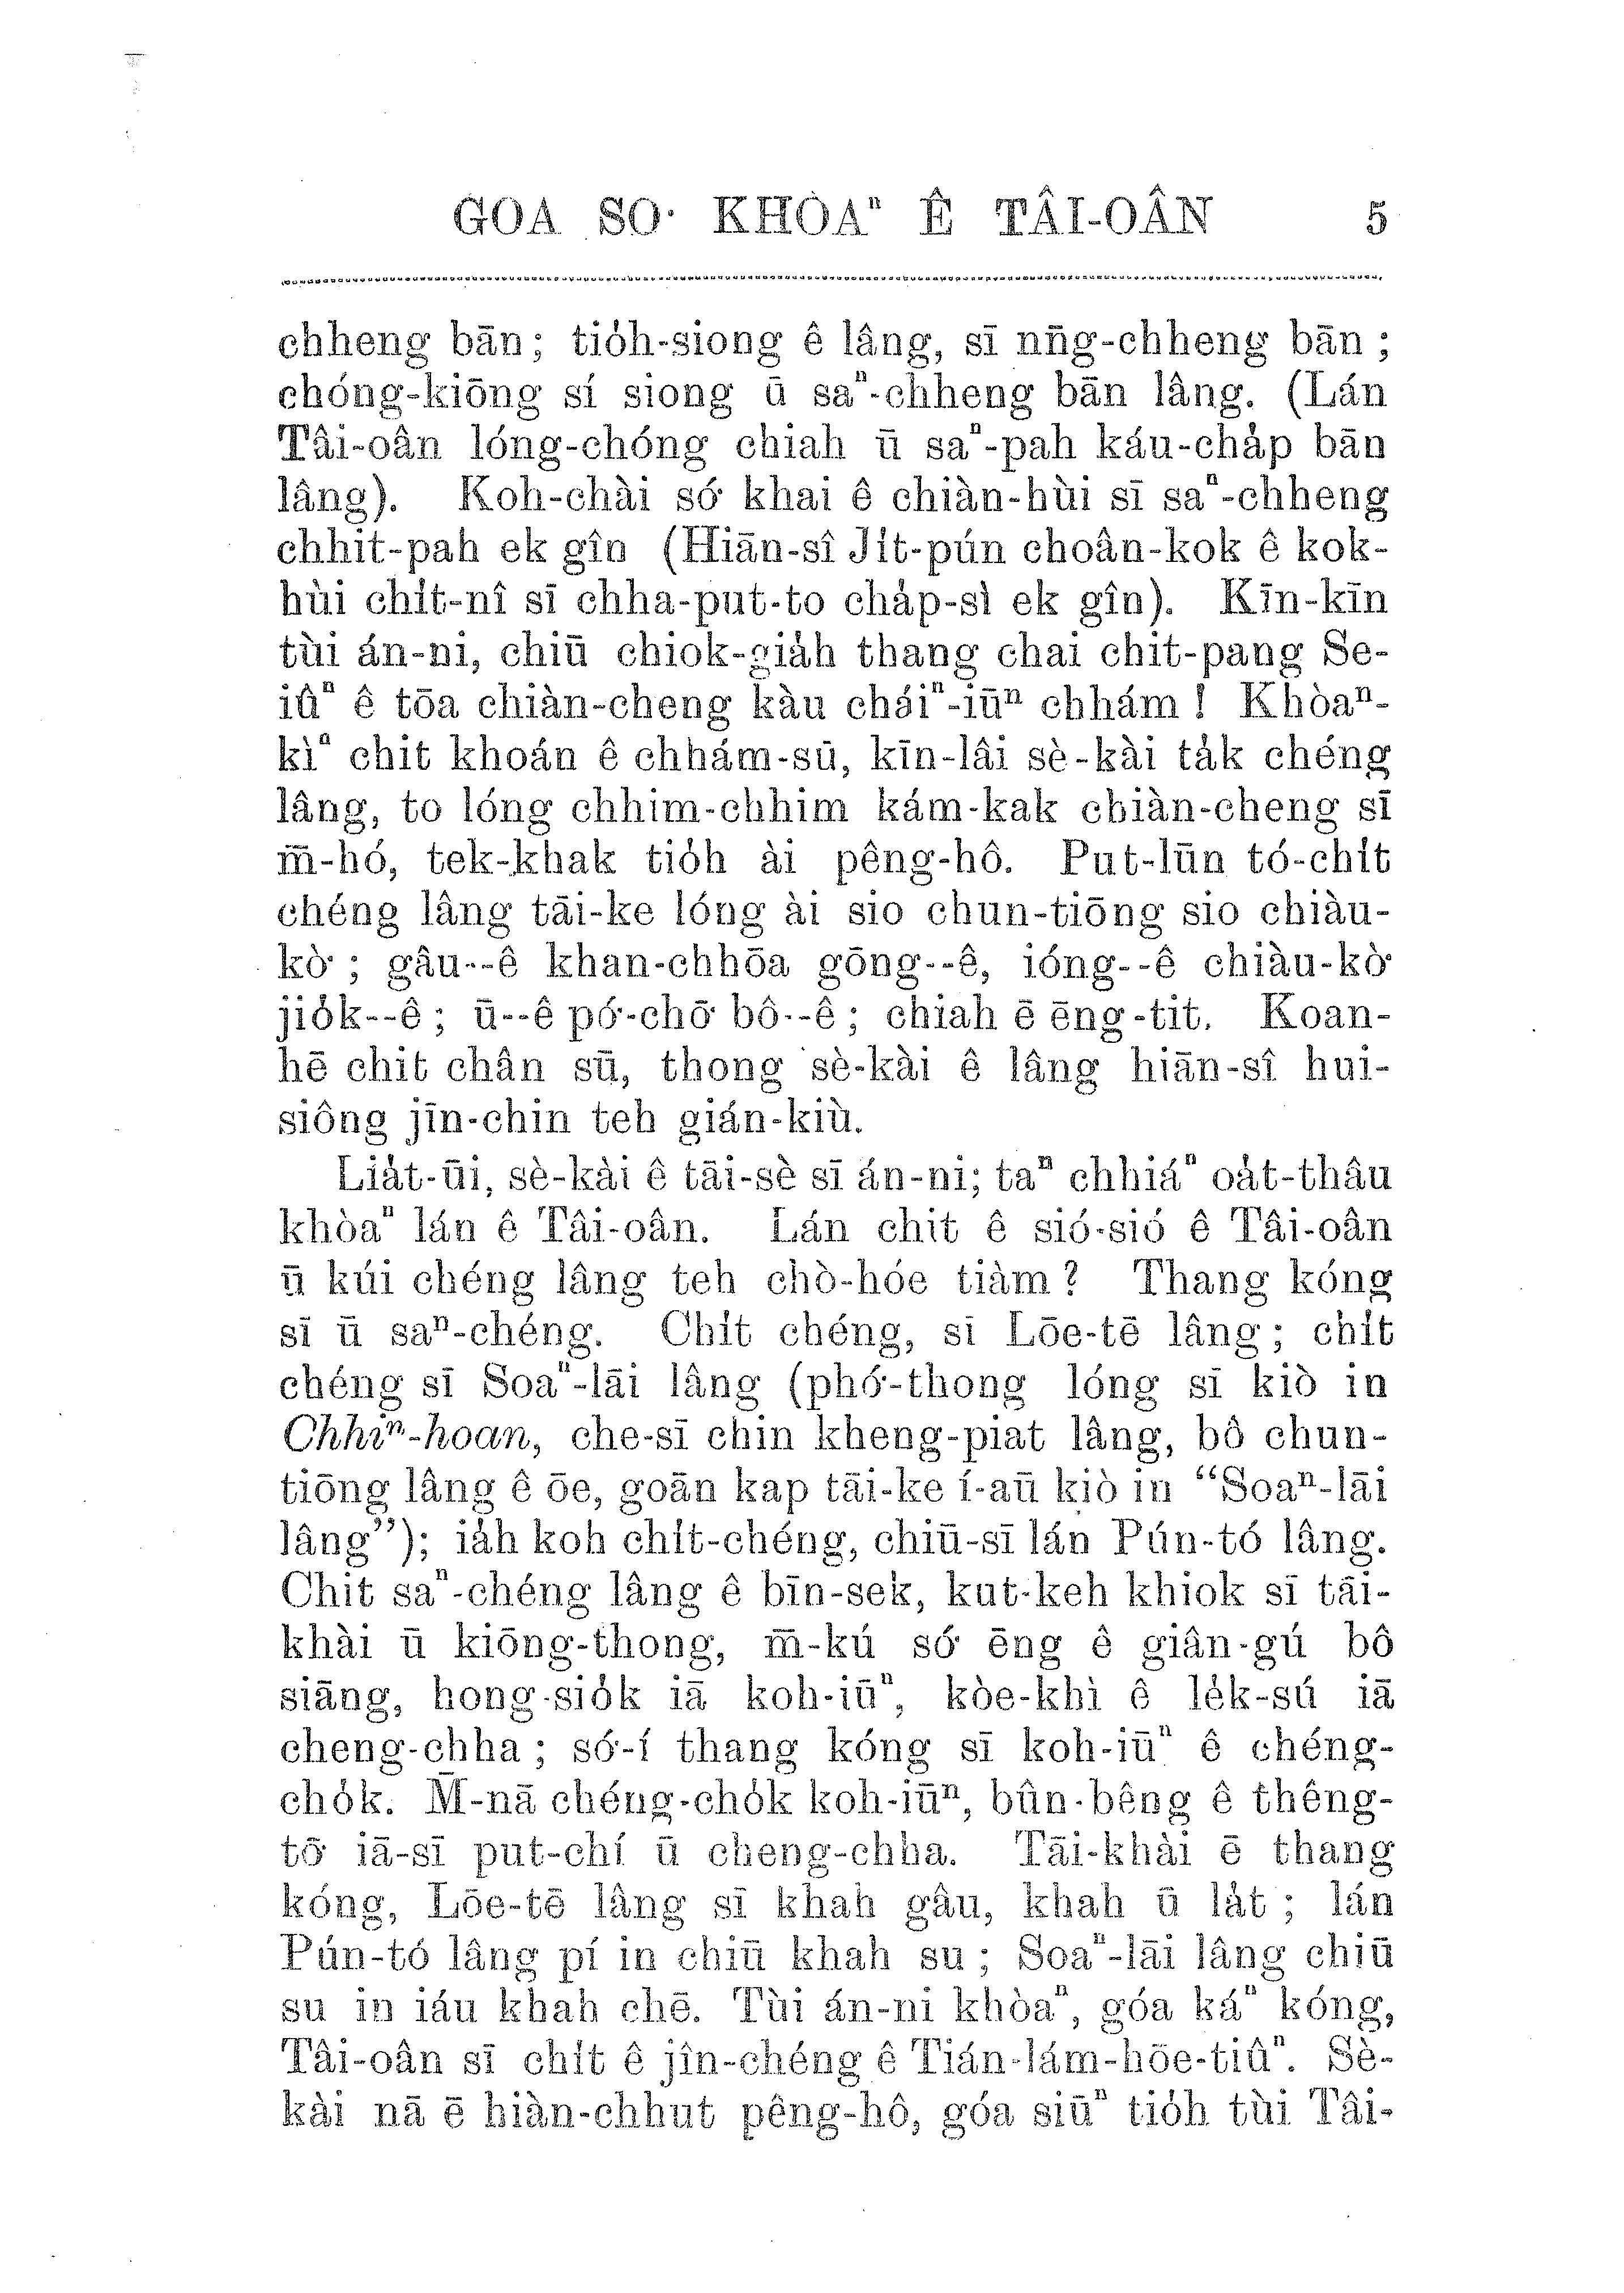 GOA SO͘ KHÒAⁿ Ê TÂI-OÂN 5
chheng bān; tio̍h-siong ê lâng, sī nn̄g-chheng bān ;
chóng-kiōng sí siong ū saⁿ-chheng bān lâng. (Lán
Tâi-oân lóng-chóng chiah ū saⁿ-pah káu-cha̍p bān
lâng). Koh-chài só͘ khai ê chiàn-hùi sī saⁿ-chheng
chhit-pah ek gîn (Hiān-sî Ji̍t-pún choân-kok ê kok-
hùi chi̍t-nî sī chha-put-to cha̍p-sì ek gîn). Kīn-kīn
tùi án-ni, chiū chiok-gia̍h thang chai chit-pang Se-
iûⁿ ê tōa chiàn-cheng kàu cháiⁿ-iūⁿ chhám ! Khòaⁿ-
kìⁿ chit khoán ê chhám-sū, kīn-lâi sè-kài ta̍k chéng
lâng, to lóng chhim-chhim kám-kak chiàn-cheng sī
m̄-hó, tek-khak tio̍h ài pêng-hô. Put-lūn tó-chi̍t
chéng lâng tāi-ke lóng ài sio chun-tiōng sio chiàu-
kò͘ ; gâu--ê khan-chhōa gōng--ê, ióng--ê chiàu-kò͘
jio̍k--ê ; ū--ê pó͘-chō͘ bô--ê ; chiah ē ēng-tit. Koan-
hē chit chân sū, thong sè-kài ê lâng hiān-sî hui-
siông jīn-chin teh gián-kiù.
Lia̍t-ūi, sè-kài ê tāi-sè sī án-ni; taⁿ chhiáⁿ oa̍t-thâu
khòaⁿ lán ê Tâi-oân. Lán chit ê sió-sió ê Tâi-oân
ū kúi chéng lâng teh chò-hóe tiàm ? Thang kóng
sī ū saⁿ-chéng. Chi̍t chéng, sī Lōe-tē lâng ; chi̍t
chéng sī Soaⁿ-lāi lâng (phó͘-thong lóng sī kiò in
Chhiⁿ-hoan, che-sī chin kheng-piat lâng, bô chun-
tiōng lâng ê ōe, goān kap tāi-ke í-aū kiò in “Soaⁿ-lāi
lâng”); ia̍h koh chi̍t-chéng, chiū-sī lán Pún-tó lâng.
Chit saⁿ-chéng lâng ê bīn-sek, kut-keh khiok sī tāi-
khài ū kiōng-thong, m̄-kú só͘ ēng ê giân-gú bô
siāng, hong-sio̍k iā koh-iūⁿ, kòe-khì ê le̍k-sú iā
cheng-chha ; só͘-í thang kóng sī koh-iūⁿ ê chéng-
cho̍k. M̄-nā chéng-cho̍k koh-iūⁿ, bûn-bêng ê thêng-
tō͘ iā-sī put-chí ū cheng-chha. Tāi-khài ē thang
kóng, Lōe-tē lâng sī khah gâu, khah ū la̍t ; lán
Pún-tó lâng pí in chiū khah su ; Soaⁿ-lāi lâng chiū
su in iáu khah chē. Tùi án-ni khòaⁿ, góa káⁿ kóng,
Tâi-oân sī chi̍t ê jîn-chéng ê Tián-lám-hōe-tiûⁿ. Sè-
kài nā ē hiàn-chhut pêng-hô, góa siūⁿ tio̍h tùi Tâi-